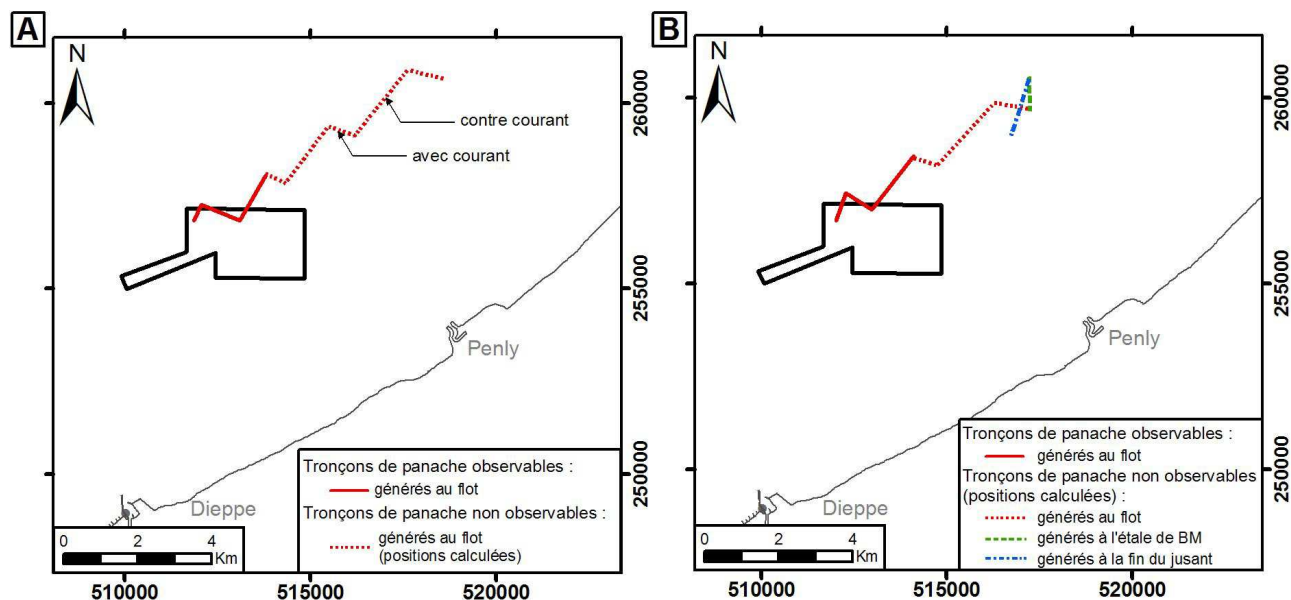 A
510000
515000
520000
N
260000
contre courant
avec courant
255000
Penly
250000
Dieppe
Tronçons de panache observables :
générés au flot
Tronçons de panache non observables :
générés au flot
(positions calculées)
0 2 4
Km
510000
515000
520000
B
N
260000
255000
Penly
250000
Dieppe
Tronçons de panache observables :
générés au flot
Tronçons de panache non observables
(positions calculées) :
générés au flot
générés à l'étale de BM
générés à la fin du jusant
0 2 4
Km
510000
515000
520000